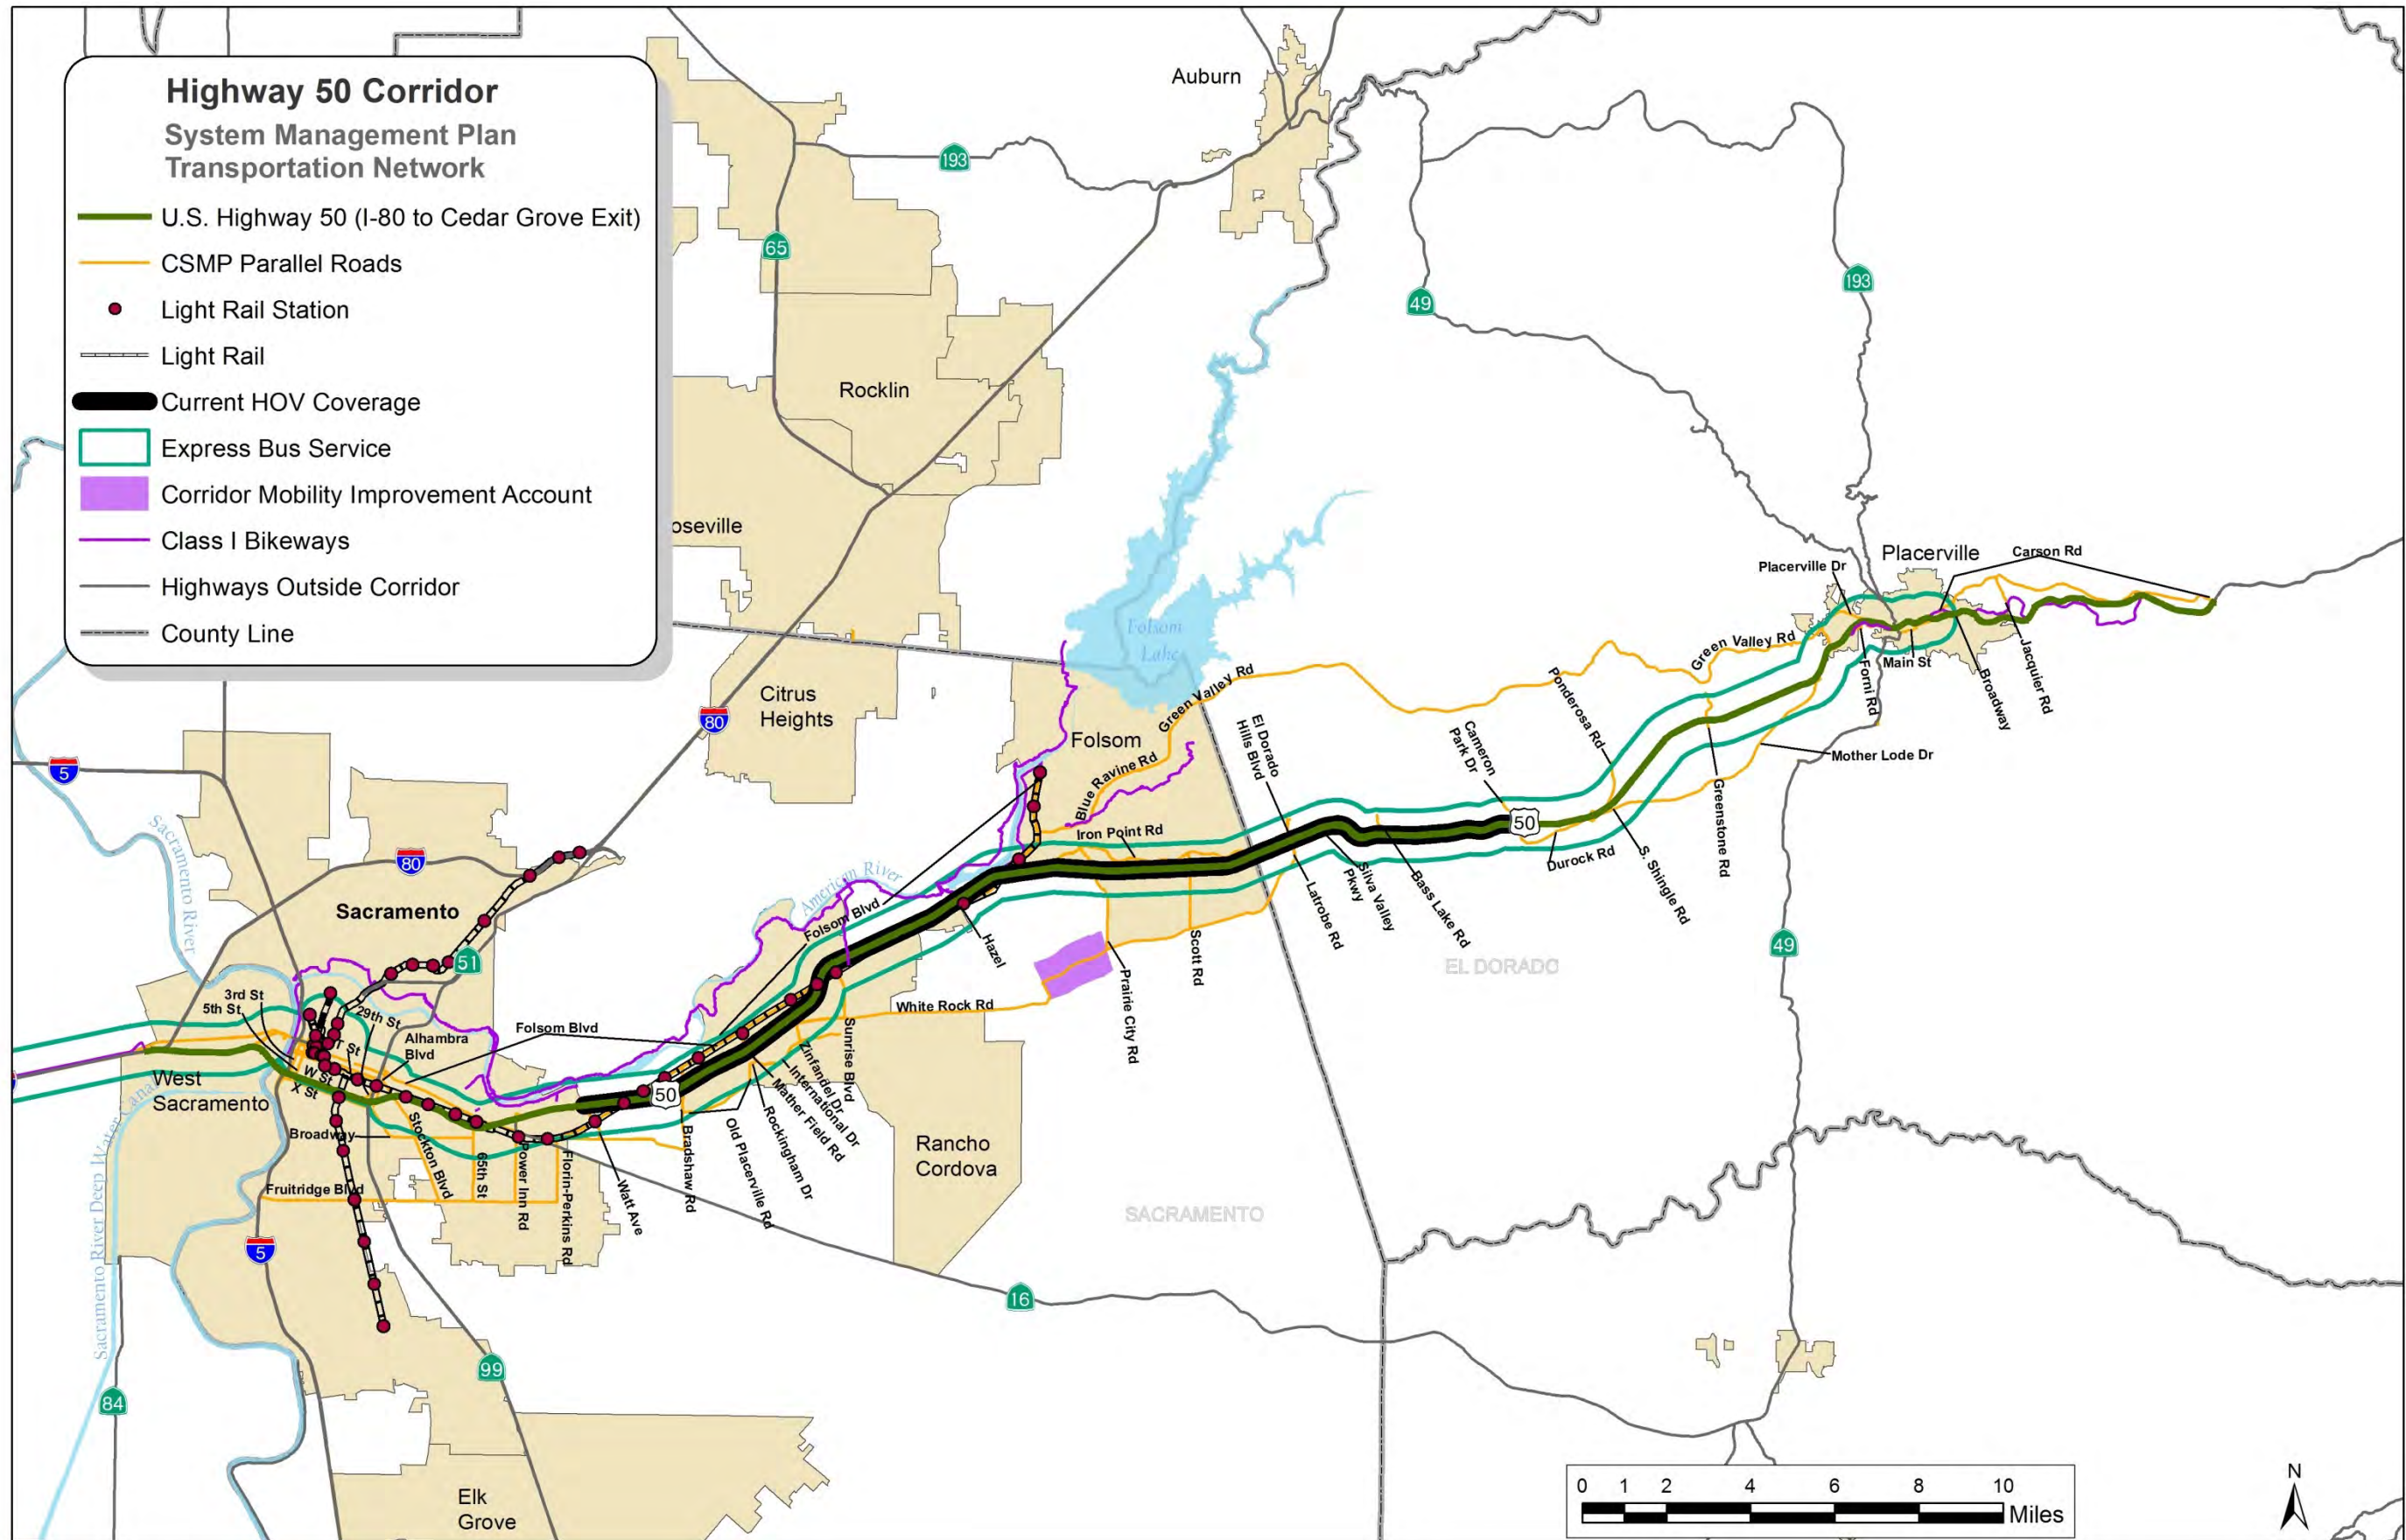 Highway 50 Corridor
System Management Plan
Transportation Network
U.S. Highway 50 (I-80 to Cedar Grove Exit)
CSMP Parallel Roads
Light Rail Station
Light Rail
Current HOV Coverage
Express Bus Service
Corridor Mobility Improvement Account
Class I Bikeways
Highways Outside Corridor
County Line
Auburn
193
65
49
193
Rocklin
oseville
Citrus
Heights
80
5
80
Folsom
Lake
Folsom
Green Valley Rd
Blue Ravine Rd
Iron Point Rd
El Dorado
Hills Blvd
Cameron
Park Dr
Ponderosa Rd
Green Valley Rd
Placerville Dr
Placerville
Carson Rd
Forni Rd
Main St
Broadway
Jacquier Rd
Mother Lode Dr
Greenstone Rd
S. Shingle Rd
Durock Rd
50
Bass Lake Rd
Silva Valley
Pkwy
Latrobe Rd
Scott Rd
Prairie City Rd
White Rock Rd
Hazel
American River
Folsom Blvd
Sacramento River
Sacramento
51
3rd St
5th St
29th St
T St
Alhambra
Blvd
Folsom Blvd
W St
X St
West
Sacramento
Sacramento River Deep Water Canal
Broadway
Stockton Blvd
65th St
Power Inn Rd
Florin-Perkins Rd
Watt Ave
Fruitridge Blvd
50
Bradshaw Rd
Old Placerville Rd
Rockingham Dr
Mather Field Rd
International Dr
Zinfandel Dr
Sunrise Blvd
Rancho
Cordova
EL DORADO
SACRAMENTO
49
5
16
99
84
Elk
Grove
0 1 2 4 6 8 10
Miles
N